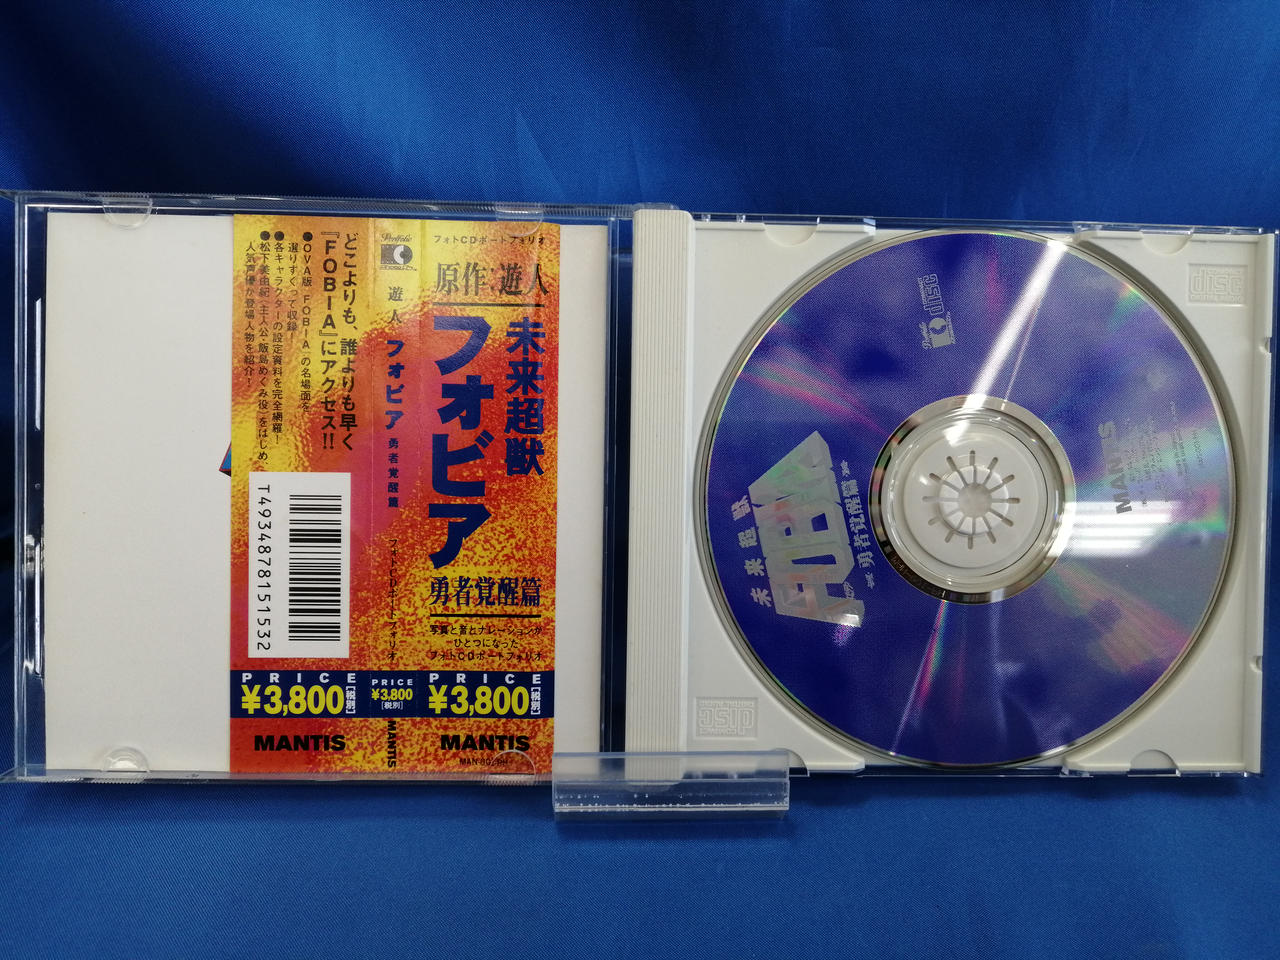 フォトCDポートフォリオ
原作・遊人
未来超獣
フォビア
勇者覚醒篇
写真と音とナレーションが
ひとつになった
フォトCDポートフォリオ
PRICE
¥3,800[税別]
MANTIS
Portfolio
遊人
フォビア
勇者覚醒篇
フォトCDポートフォリオ
PRICE
¥3,800
[税別]
MANTIS
どこよりも、誰よりも早く
『FOBIA』にアクセス!!
●OVA版 FOBIA の名場面を
選りすぐって収録!
●各キャラクターの設定資料を完全網羅!
●松下美由紀(主人公・飯島めぐみ役)をはじめ、
人気声優が登場人物を紹介!
T4934878151532
PRICE
¥3,800[税別]
MANTIS
disc
Portfolio
未来超獣
FOBIA
勇者覚醒篇
MANTIS
COMPACT
disc